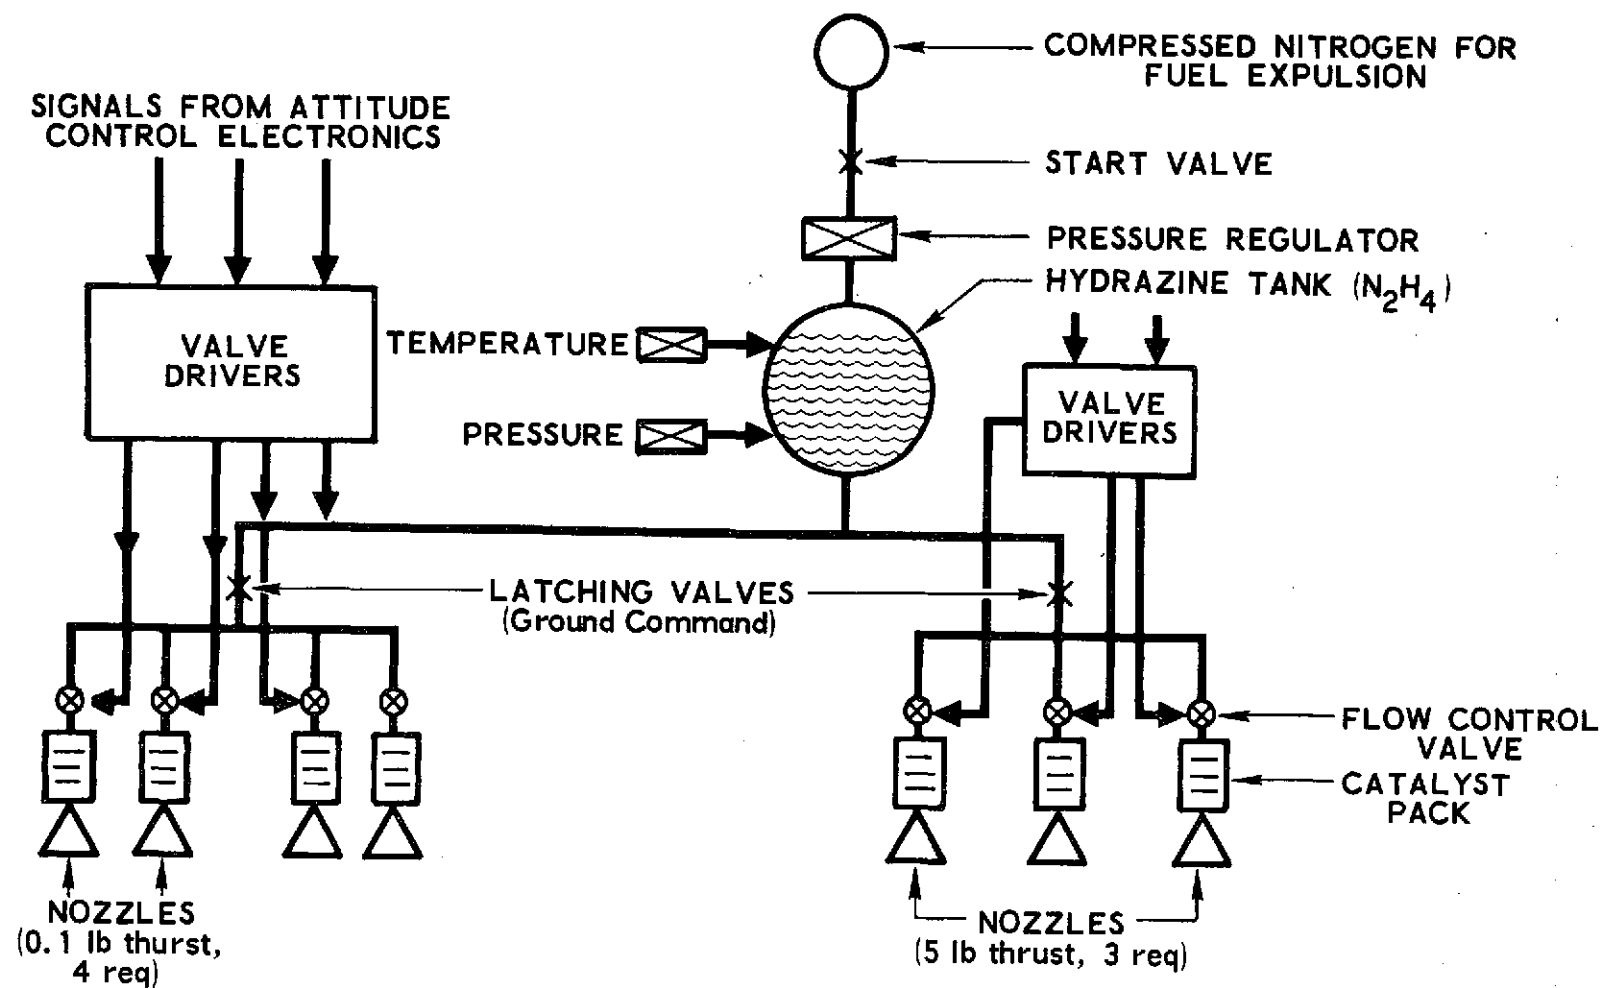 COMPRESSED NITROGEN FOR
FUEL EXPULSION
SIGNALS FROM ATTITUDE
CONTROL ELECTRONICS
START VALVE
PRESSURE REGULATOR
HYDRAZINE TANK (N2H4)
TEMPERATURE
VALVE
DRIVERS
PRESSURE
VALVE
DRIVERS
LATCHING VALVES
(Ground Command)
FLOW CONTROL
VALVE
CATALYST
PACK
NOZZLES
(0.1 lb thurst,
4 req)
NOZZLES
(5 lb thrust, 3 req)